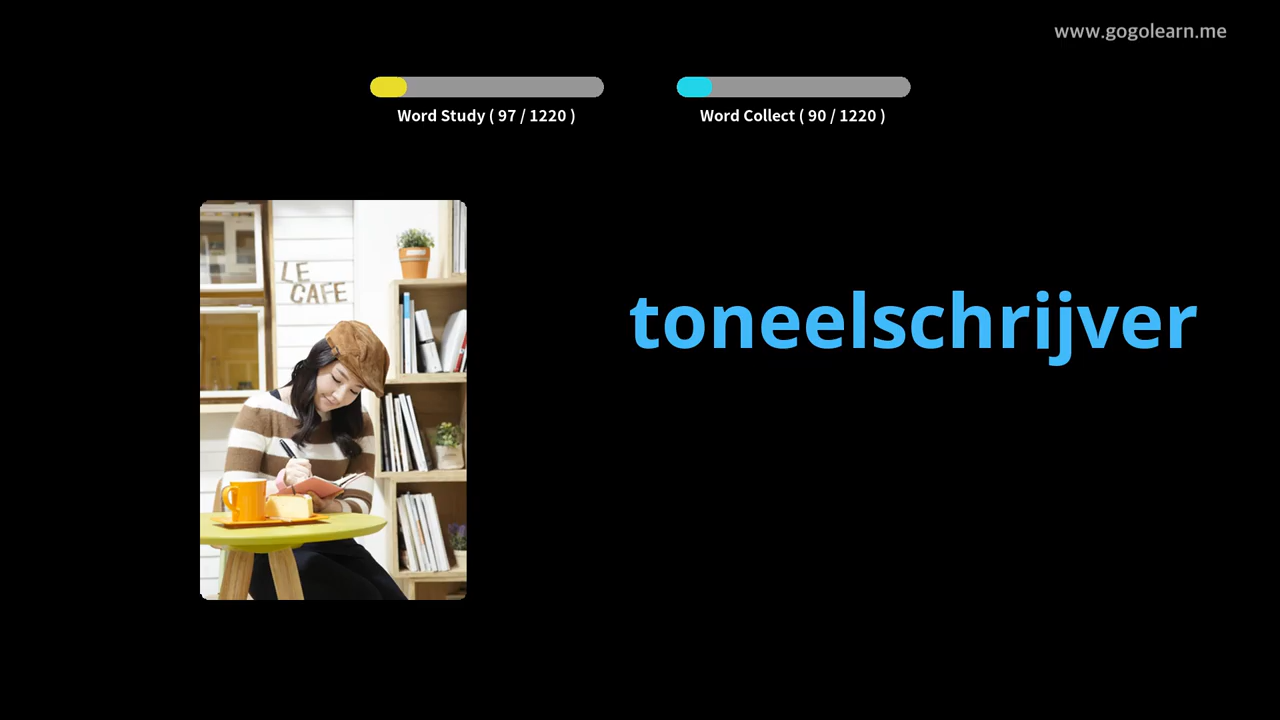 www.gogolearn.me
Word Study ( 97 / 1220 )
Word Collect ( 90 / 1220 )
LE
CAFE
toneelschrijver